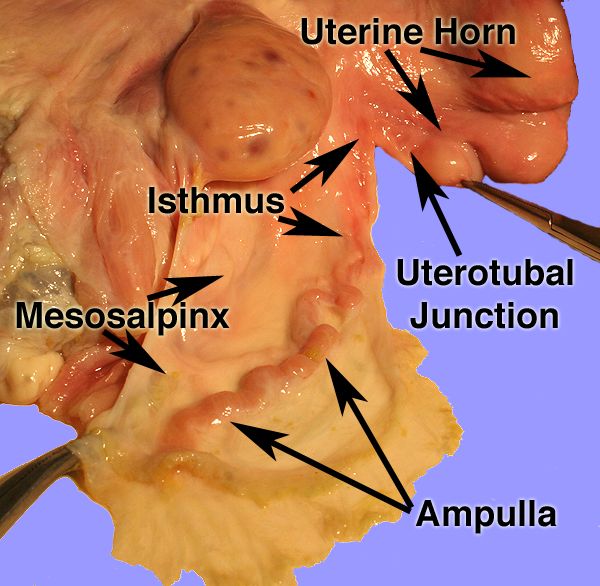 Uterine Horn
Isthmus
Uterotubal
Junction
Mesosalpinx
Ampulla